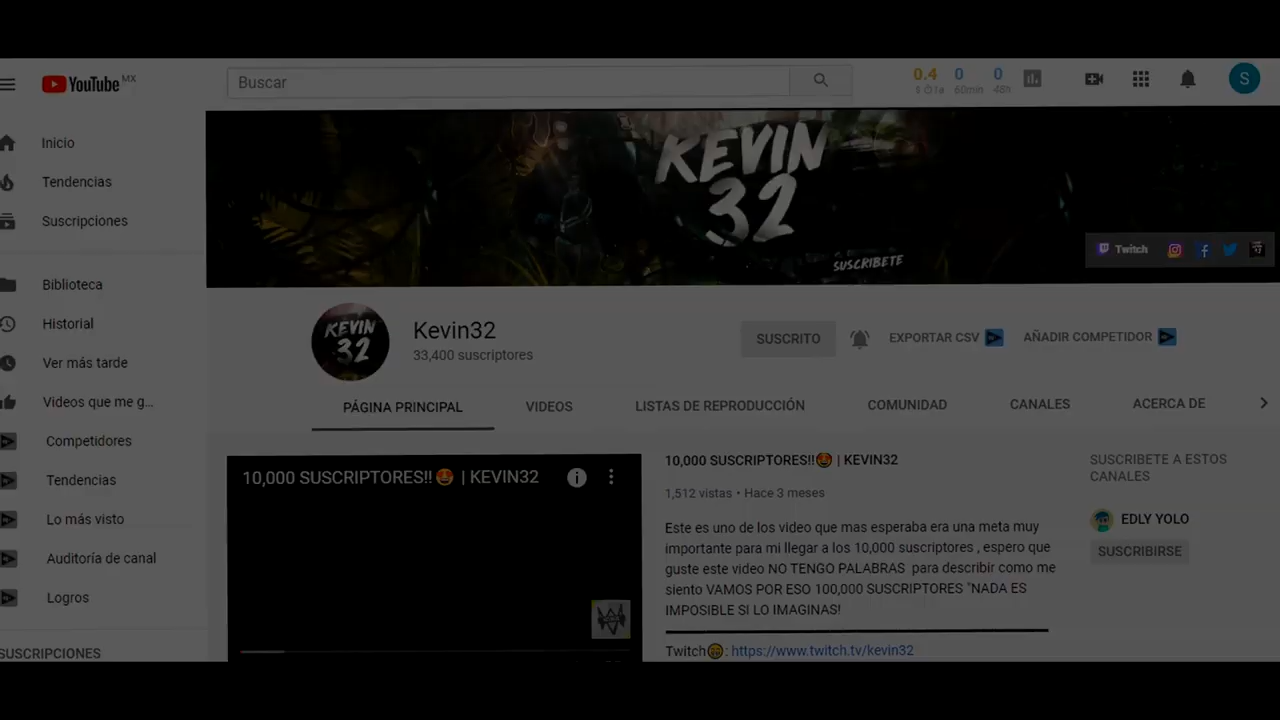 YouTube MX
Buscar
0.4 0 0
60min 48h
S
Inicio
Tendencias
Suscripciones
Biblioteca
Historial
Ver más tarde
Videos que me g...
Competidores
Tendencias
Lo más visto
Auditoría de canal
Logros
SUSCRIPCIONES
KEVIN
32
SUSCRIBETE
Twitch
KEVIN
32
Kevin32
33,400 suscriptores
SUSCRITO
EXPORTAR CSV
AÑADIR COMPETIDOR
PÁGINA PRINCIPAL
VIDEOS
LISTAS DE REPRODUCCIÓN
COMUNIDAD
CANALES
ACERCA DE
10,000 SUSCRIPTORES!!🤩 | KEVIN32
10,000 SUSCRIPTORES!!🤩 | KEVIN32
1,512 vistas • Hace 3 meses
Este es uno de los video que mas esperaba era una meta muy
importante para mi llegar a los 10,000 suscriptores , espero que
guste este video NO TENGO PALABRAS para describir como me
siento VAMOS POR ESO 100,000 SUSCRIPTORES "NADA ES
IMPOSIBLE SI LO IMAGINAS!
Twitch😄: https://www.twitch.tv/kevin32
SUSCRIBETE A ESTOS
CANALES
EDLY YOLO
SUSCRIBIRSE